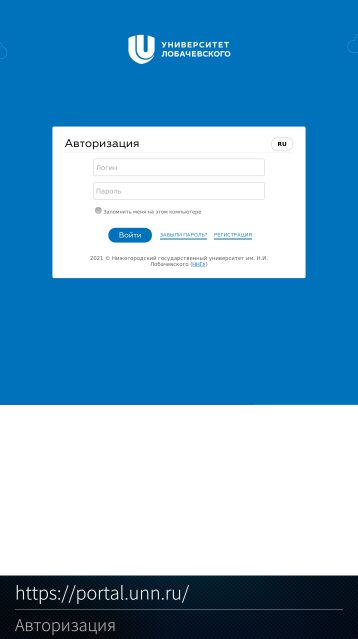 УНИВЕРСИТЕТ
ЛОБАЧЕВСКОГО
Авторизация
RU
Логин
Пароль
Запомнить меня на этом компьютере
Войти
ЗАБЫЛИ ПАРОЛЬ?
РЕГИСТРАЦИЯ
2021 © Нижегородский государственный университет им. Н.И.
Лобачевского (ННГУ)
https://portal.unn.ru/
Авторизация